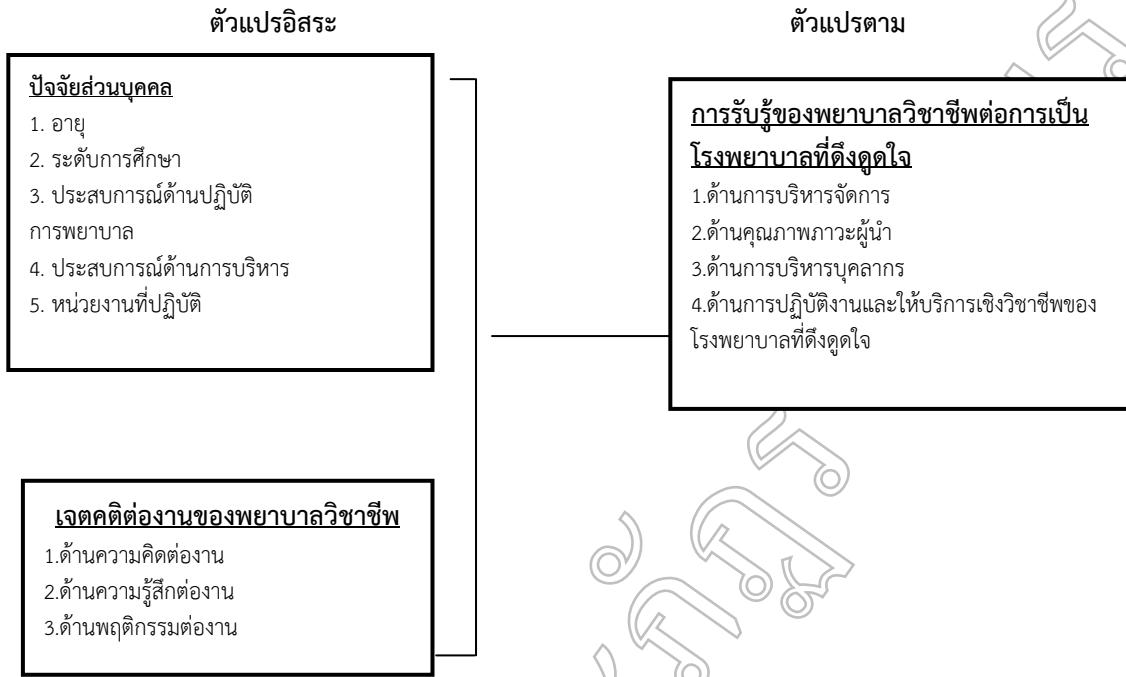 ตัวแปรอิสระ
ตัวแปรตาม
ปัจจัยส่วนบุคคล
1. อายุ
2. ระดับการศึกษา
3. ประสบการณ์ด้านปฏิบัติ
การพยาบาล
4. ประสบการณ์ด้านการบริหาร
5. หน่วยงานที่ปฏิบัติ
การรับรู้ของพยาบาลวิชาชีพต่อการเป็น
โรงพยาบาลที่ดึงดูดใจ
1.ด้านการบริหารจัดการ
2.ด้านคุณภาพภาวะผู้นำ
3.ด้านการบริหารบุคลากร
4.ด้านการปฏิบัติงานและให้บริการเชิงวิชาชีพของ
โรงพยาบาลที่ดึงดูดใจ
เจตคติต่องานของพยาบาลวิชาชีพ
1.ด้านความคิดต่องาน
2.ด้านความรู้สึกต่องาน
3.ด้านพฤติกรรมต่องาน